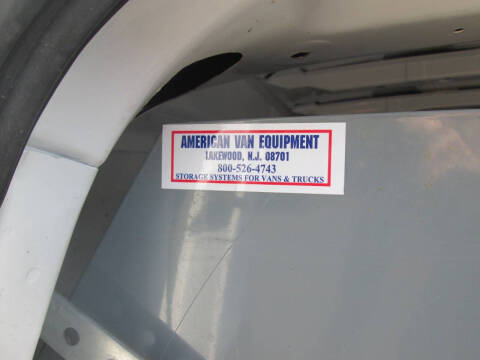 AMERICAN VAN EQUIPMENT
LAKEWOOD, N.J. 08701
800-526-4743
STORAGE SYSTEMS FOR VANS & TRUCKS